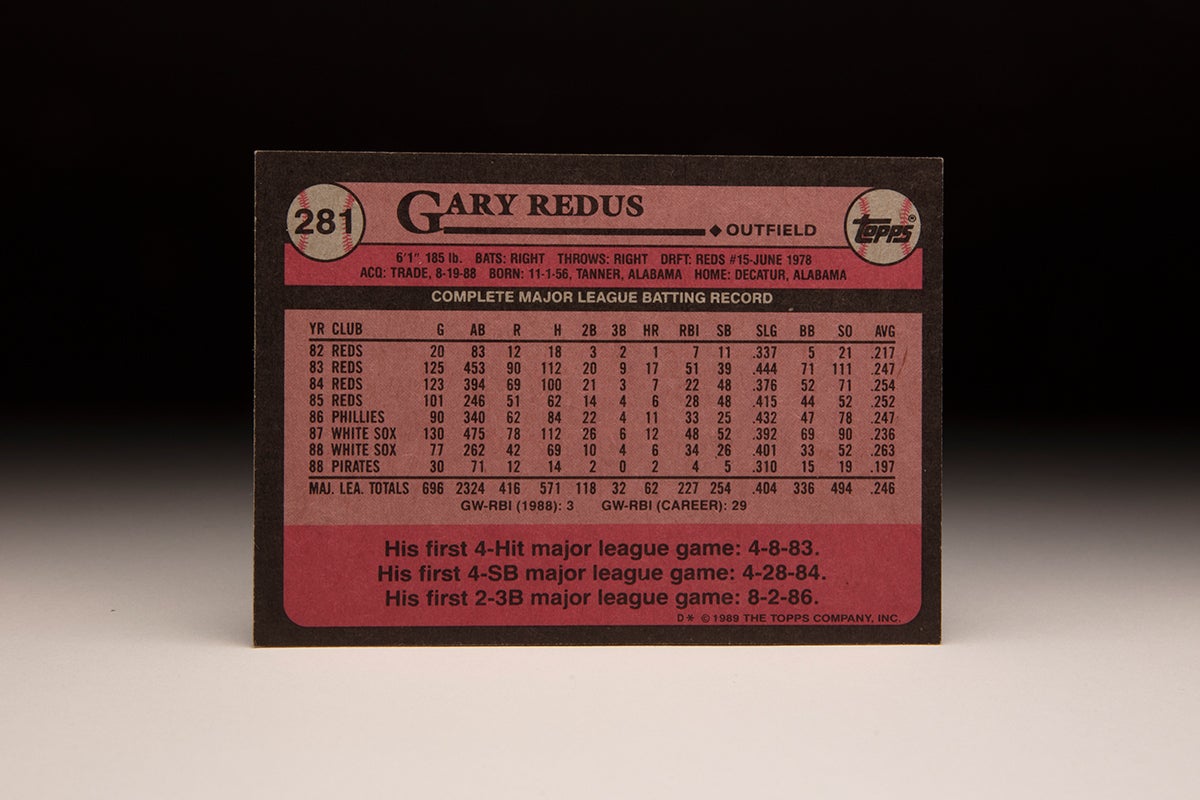 281
GARY REDUS
◆ OUTFIELD
Topps®
6'1" 185 lb. BATS: RIGHT THROWS: RIGHT DRFT: REDS #15-JUNE 1978
ACQ: TRADE, 8-19-88 BORN: 11-1-56, TANNER, ALABAMA HOME: DECATUR, ALABAMA
COMPLETE MAJOR LEAGUE BATTING RECORD
YR CLUB G AB R H 2B 3B HR RBI SB SLG BB SO AVG
82 REDS 20 83 12 18 3 2 1 7 11 .337 5 21 .217
83 REDS 125 453 90 112 20 9 17 51 39 .444 71 111 .247
84 REDS 123 394 69 100 21 3 7 22 48 .376 52 71 .254
85 REDS 101 246 51 62 14 4 6 28 48 .415 44 52 .252
86 PHILLIES 90 340 62 84 22 4 11 33 25 .432 47 78 .247
87 WHITE SOX 130 475 78 112 26 6 12 48 52 .392 69 90 .236
88 WHITE SOX 77 262 42 69 10 4 6 34 26 .401 33 52 .263
88 PIRATES 30 71 12 14 2 0 2 4 5 .310 15 19 .197
MAJ. LEA. TOTALS 696 2324 416 571 118 32 62 227 254 .404 336 494 .246
GW-RBI (1988): 3 GW-RBI (CAREER): 29
His first 4-Hit major league game: 4-8-83.
His first 4-SB major league game: 4-28-84.
His first 2-3B major league game: 8-2-86.
D* © 1989 THE TOPPS COMPANY, INC.